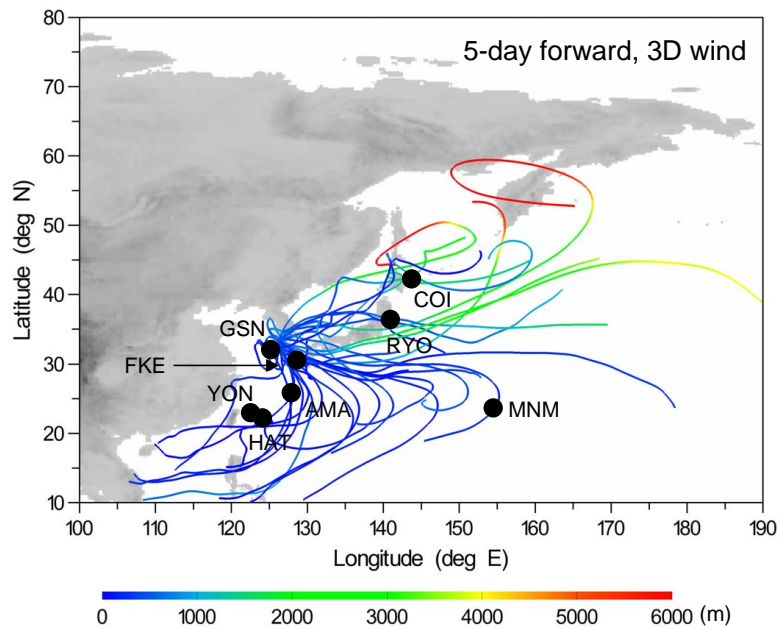 5-day forward, 3D wind
80
70
60
50
40
30
20
10
Latitude (deg N)
COI
GSN
RYO
FKE
YON
AMA
MNM
HAT
100 110 120 130 140 150 160 170 180 190
Longitude (deg E)
0 1000 2000 3000 4000 5000 6000 (m)